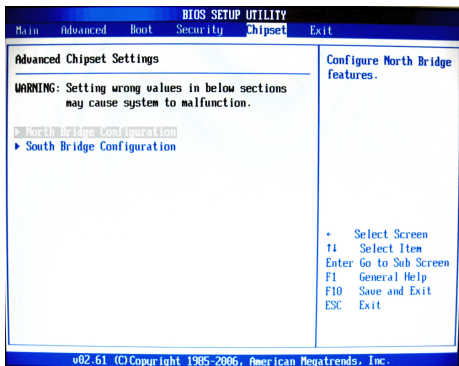 BIOS SETUP UTILITY
Main Advanced Boot Security Chipset Exit
Advanced Chipset Settings
WARNING: Setting wrong values in below sections
may cause system to malfunction.
▶ North Bridge Configuration
▶ South Bridge Configuration
Configure North Bridge
features.
← Select Screen
↑↓ Select Item
Enter Go to Sub Screen
F1 General Help
F10 Save and Exit
ESC Exit
v02.61 (C)Copyright 1985-2006, American Megatrends, Inc.